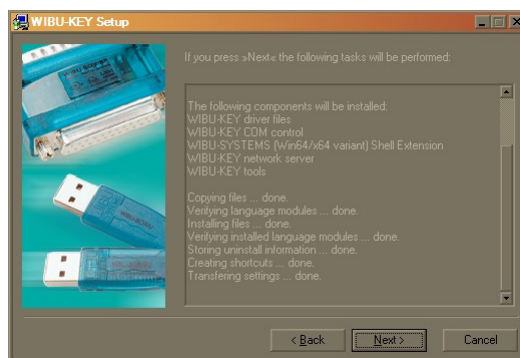 WIBU-KEY Setup
If you press »Next« the following tasks will be performed:
The following components will be installed:
WIBU-KEY driver files
WIBU-KEY COM control
WIBU-SYSTEMS (Win64/x64 variant) Shell Extension
WIBU-KEY network server
WIBU-KEY tools
Copying files ... done.
Verifying language modules ... done.
Installing files ... done.
Verifying installed language modules ... done.
Storing uninstall information ... done.
Creating shortcuts ... done.
Transfering settings ... done.
< Back
Next >
Cancel